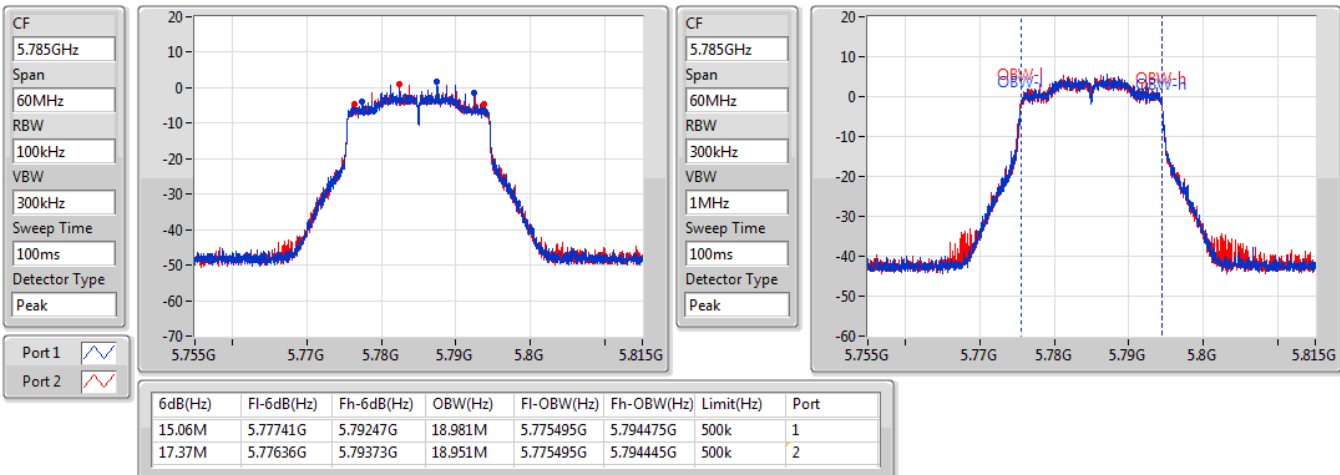 CF
5.785GHz
Span
60MHz
RBW
100kHz
VBW
300kHz
Sweep Time
100ms
Detector Type
Peak
Port 1
Port 2
20
10
0
-10
-20
-30
-40
-50
-60
-70
5.755G 5.77G 5.78G 5.79G 5.8G 5.815G
CF
5.785GHz
Span
60MHz
RBW
300kHz
VBW
1MHz
Sweep Time
100ms
Detector Type
Peak
20
10
0
-10
-20
-30
-40
-50
-60
OBW-l OBW-h
OBW-l OBW-h
5.755G 5.77G 5.78G 5.79G 5.8G 5.815G
6dB(Hz) Fl-6dB(Hz) Fh-6dB(Hz) OBW(Hz) Fl-OBW(Hz) Fh-OBW(Hz) Limit(Hz) Port
15.06M 5.77741G 5.79247G 18.981M 5.775495G 5.794475G 500k 1
17.37M 5.77636G 5.79373G 18.951M 5.775495G 5.794445G 500k 2